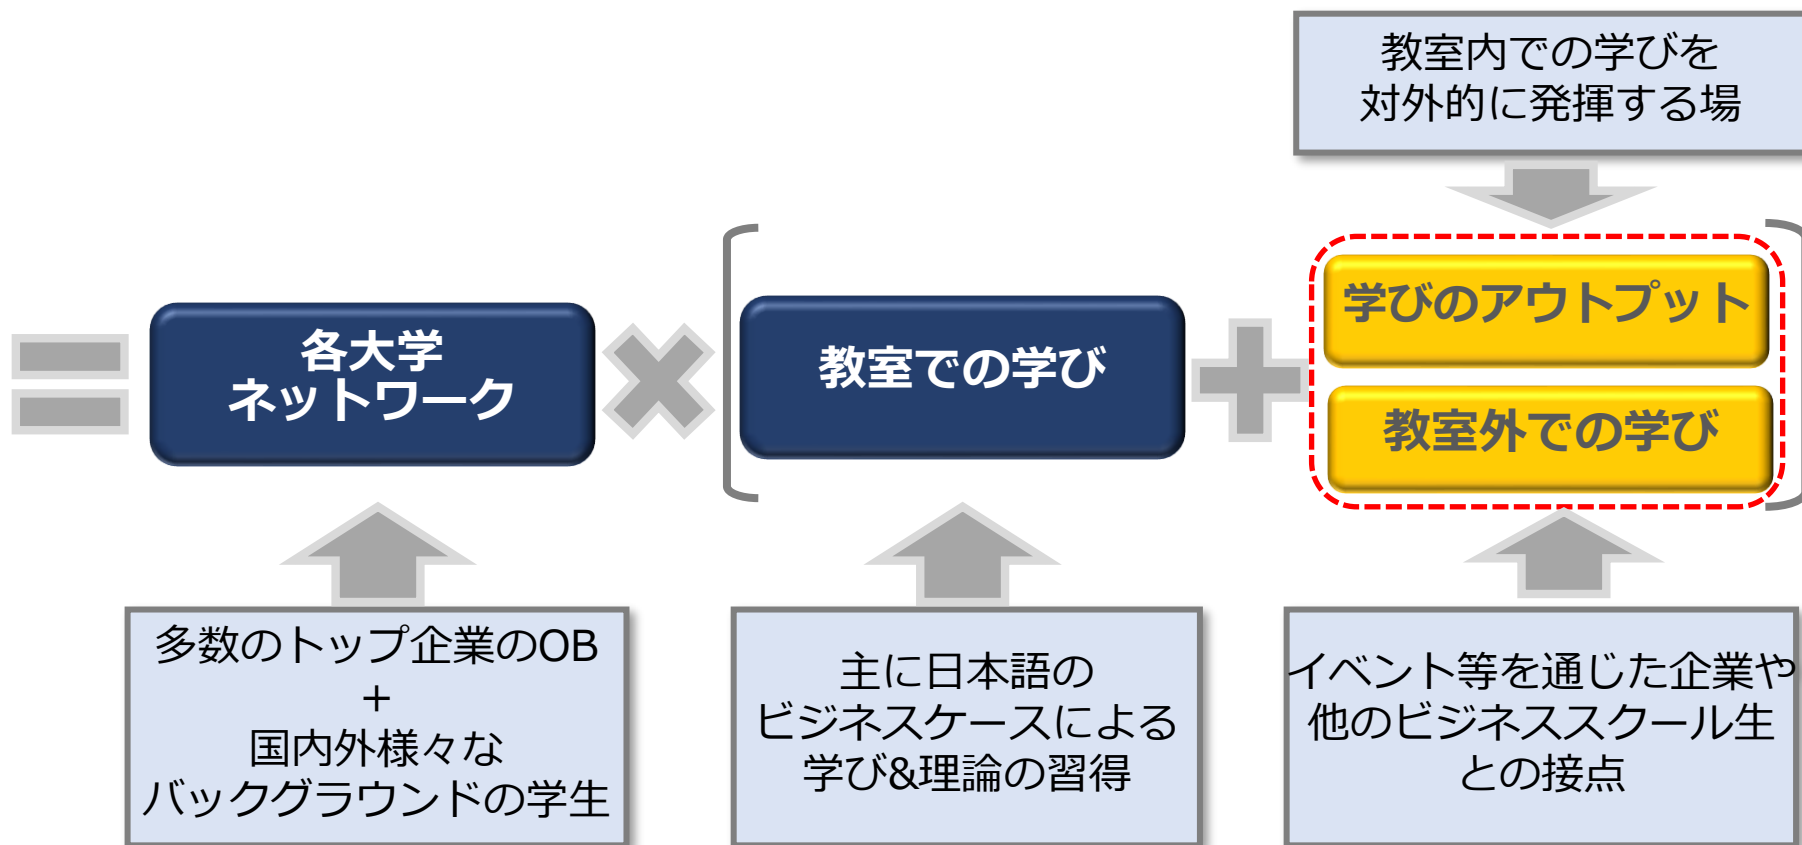 教室内での学びを
対外的に発揮する場
各大学
ネットワーク
教室での学び
学びのアウトプット
教室外での学び
多数のトップ企業のOB
+
国内外様々な
バックグラウンドの学生
主に日本語の
ビジネスケースによる
学び&理論の習得
イベント等を通じた企業や
他のビジネススクール生
との接点